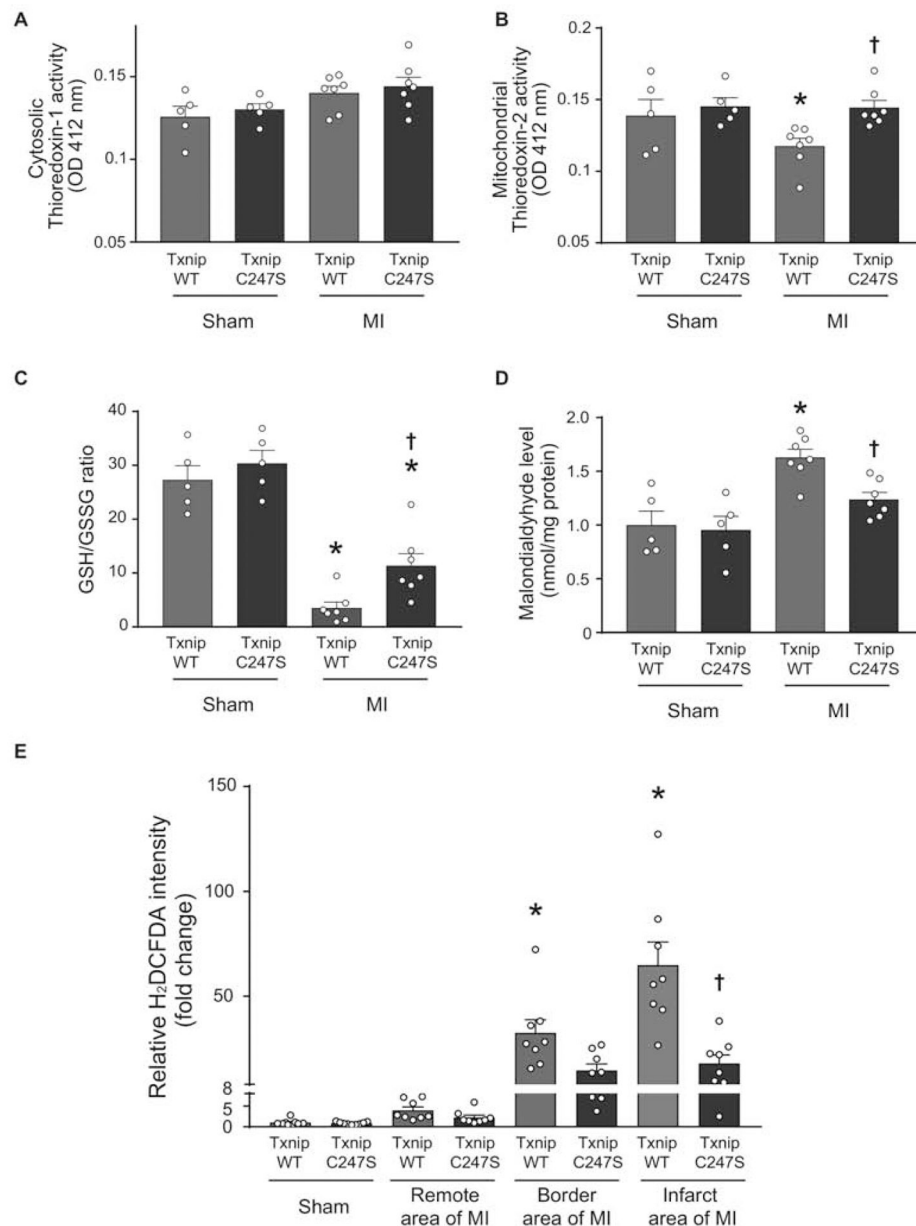 A
Cytosolic
Thioredoxin-1 activity
(OD 412 nm)
0.15
0.1
0.05
Txnip
WT
Txnip
C247S
Txnip
WT
Txnip
C247S
Sham
MI
B
Mitochondrial
Thioredoxin-2 activity
(OD 412 nm)
0.2
0.15
0.1
0.05
*
†
Txnip
WT
Txnip
C247S
Txnip
WT
Txnip
C247S
Sham
MI
C
GSH/GSSG ratio
40
30
20
10
0
*
†
*
Txnip
WT
Txnip
C247S
Txnip
WT
Txnip
C247S
Sham
MI
D
Malondialdyhyde level
(nmol/mg protein)
2.0
1.5
1.0
0.5
0
*
†
Txnip
WT
Txnip
C247S
Txnip
WT
Txnip
C247S
Sham
MI
E
Relative H₂DCFDA intensity
(fold change)
150
100
50
8
5
0
*
*
†
Txnip
WT
Txnip
C247S
Txnip
WT
Txnip
C247S
Txnip
WT
Txnip
C247S
Txnip
WT
Txnip
C247S
Sham
Remote
area of MI
Border
area of MI
Infarct
area of MI